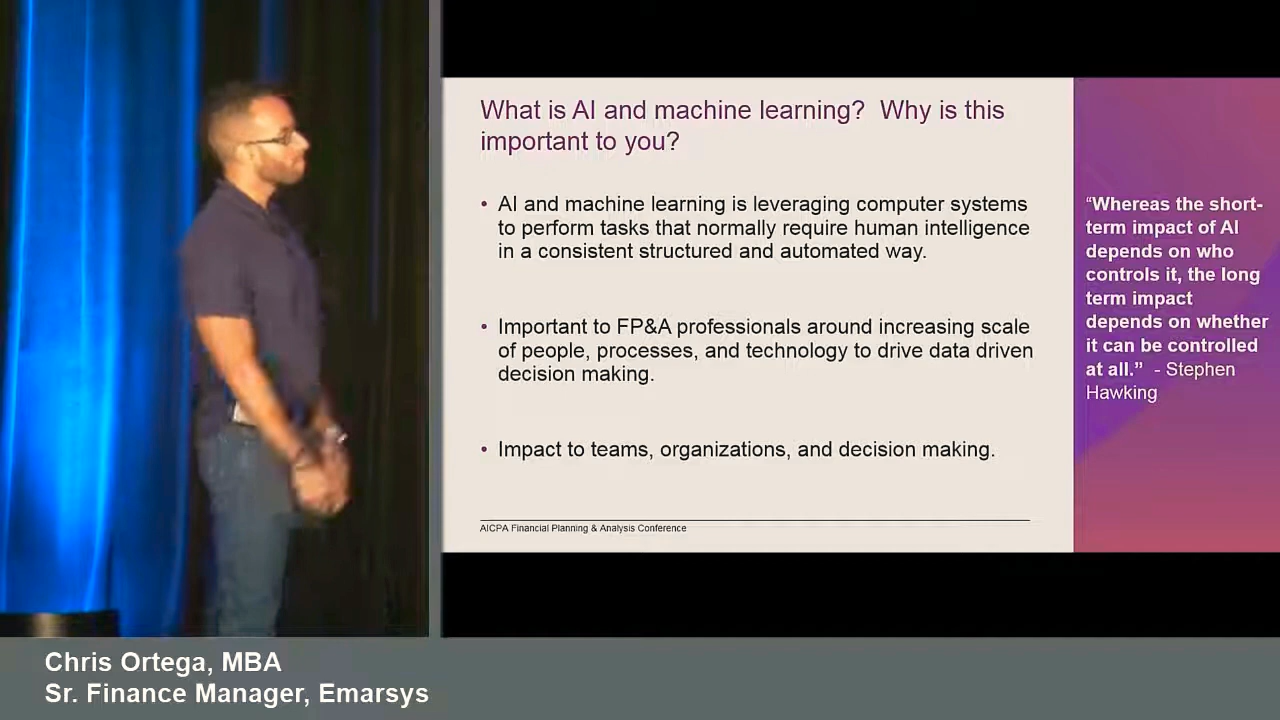 What is AI and machine learning?  Why is this
important to you?
• AI and machine learning is leveraging computer systems
to perform tasks that normally require human intelligence
in a consistent structured and automated way.
• Important to FP&A professionals around increasing scale
of people, processes, and technology to drive data driven
decision making.
• Impact to teams, organizations, and decision making.
AICPA Financial Planning & Analysis Conference
“Whereas the short-
term impact of AI
depends on who
controls it, the long
term impact
depends on whether
it can be controlled
at all.”  - Stephen
Hawking
Chris Ortega, MBA
Sr. Finance Manager, Emarsys